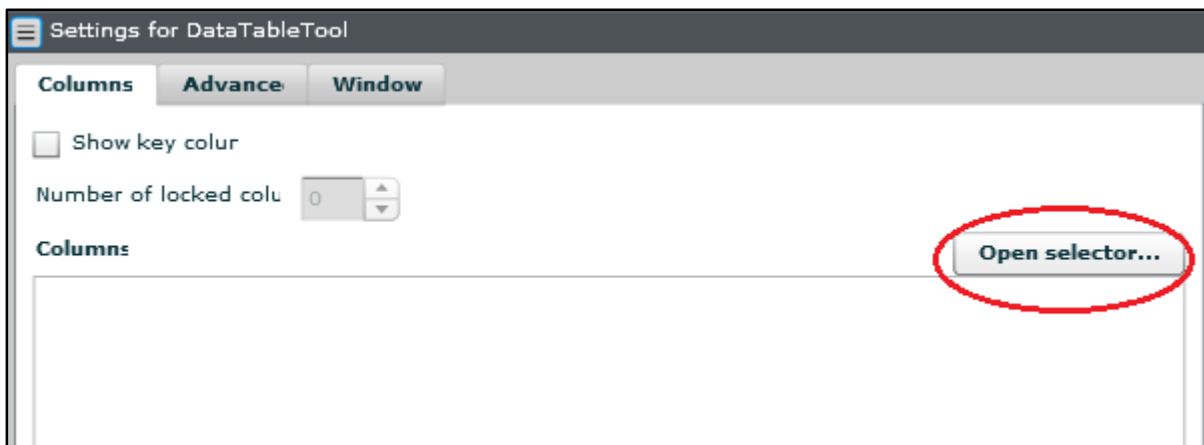 Settings for DataTableTool
Columns Advance Window
Show key colur
Number of locked colu 0
Columns Open selector...